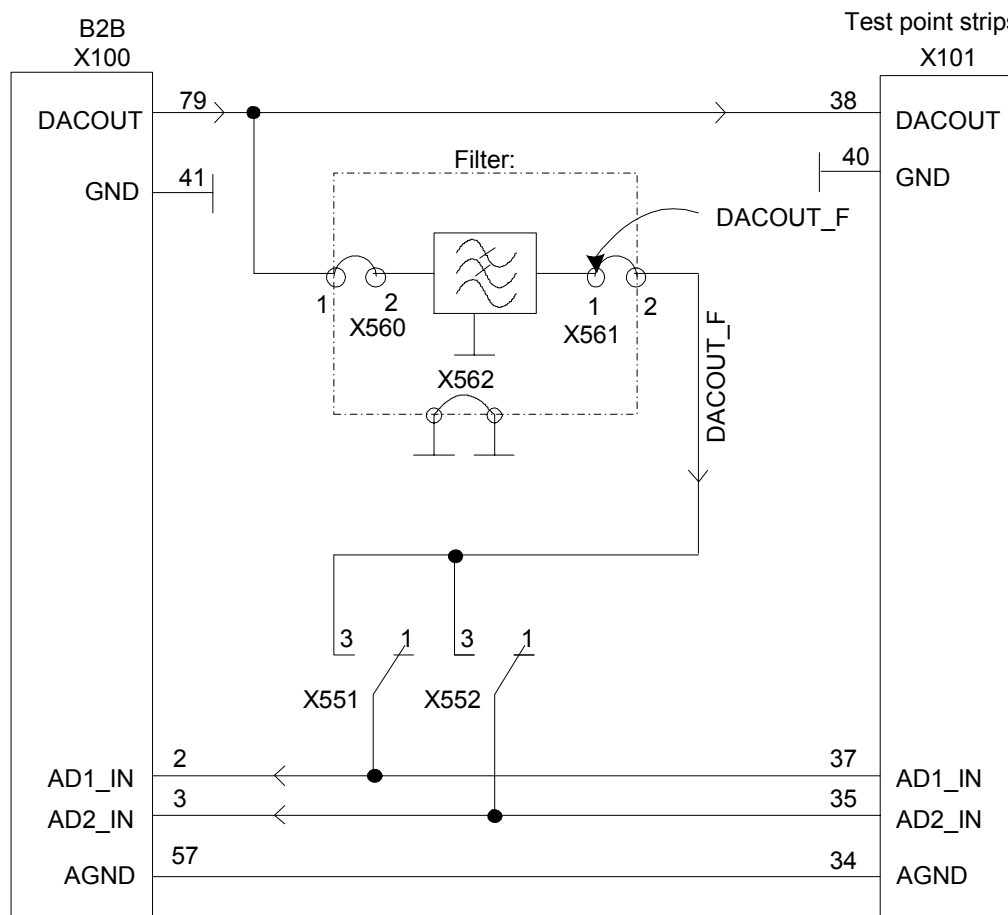 B2B
X100
Test point strips
X101
79
38
DACOUT
DACOUT
41
40
GND
GND
Filter:
DACOUT_F
1
2
1
2
X560
X561
X562
DACOUT_F
3
1
3
1
X551
X552
2
37
AD1_IN
AD1_IN
3
35
AD2_IN
AD2_IN
57
34
AGND
AGND